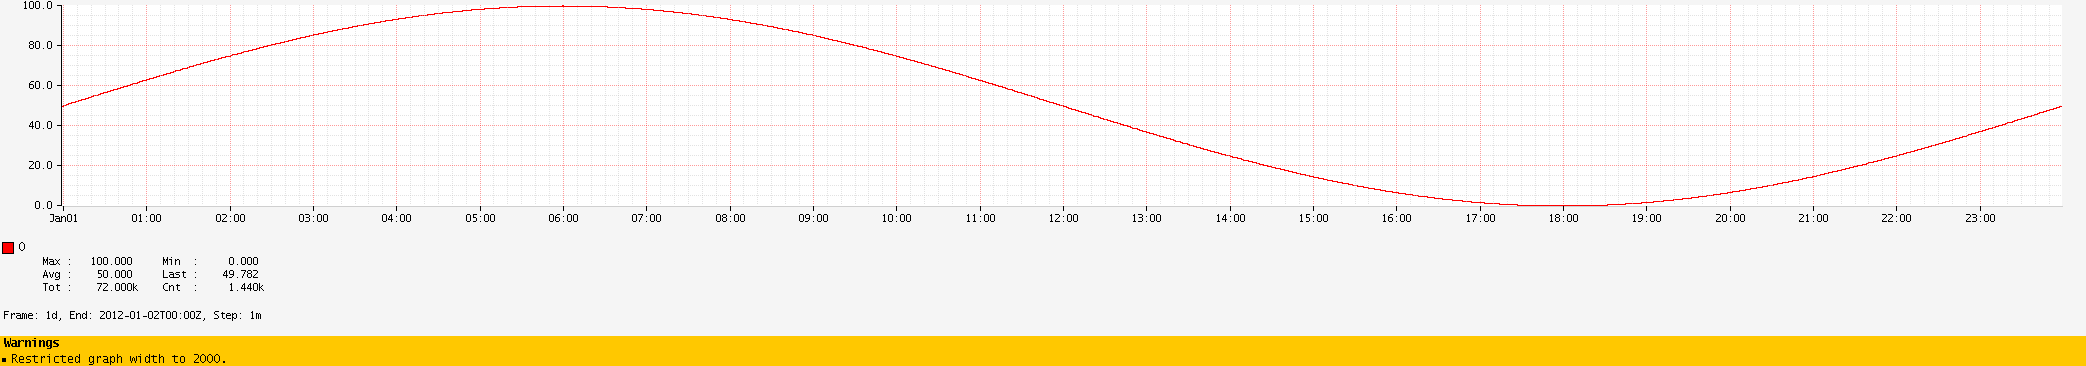 100.0
80.0
60.0
40.0
20.0
0.0
Jan01 01:00 02:00 03:00 04:00 05:00 06:00 07:00 08:00 09:00 10:00 11:00 12:00 13:00 14:00 15:00 16:00 17:00 18:00 19:00 20:00 21:00 22:00 23:00
0
Max : 100.000 Min : 0.000
Avg : 50.000 Last : 49.782
Tot : 72.000k Cnt : 1.440k
Frame: 1d, End: 2012-01-02T00:00Z, Step: 1m
Warnings
▪ Restricted graph width to 2000.